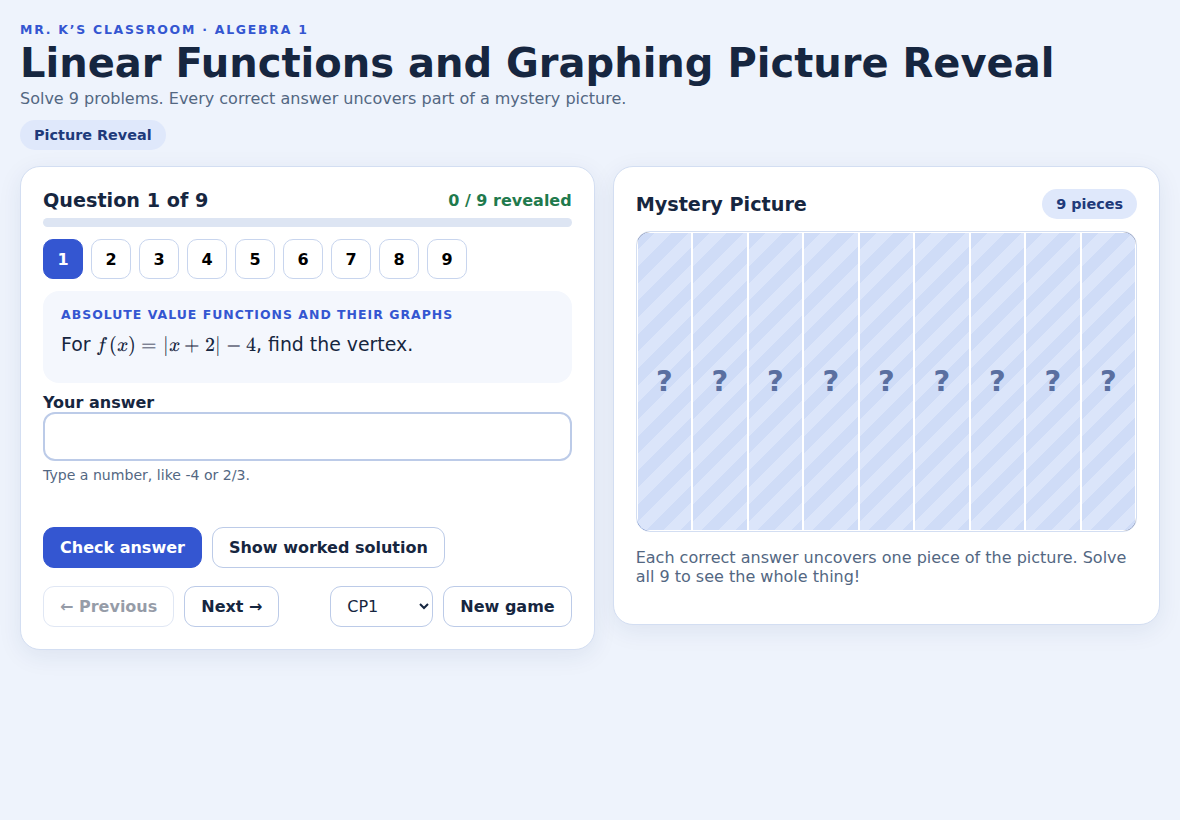 MR. K'S CLASSROOM · ALGEBRA 1
Linear Functions and Graphing Picture Reveal
Solve 9 problems. Every correct answer uncovers part of a mystery picture.
Picture Reveal
Question 1 of 9
0 / 9 revealed
1 2 3 4 5 6 7 8 9
ABSOLUTE VALUE FUNCTIONS AND THEIR GRAPHS
For f(x) = |x + 2| − 4, find the vertex.
Your answer
Type a number, like -4 or 2/3.
Check answer
Show worked solution
← Previous
Next →
CP1
New game
Mystery Picture
9 pieces
? ? ? ? ? ? ? ? ?
Each correct answer uncovers one piece of the picture. Solve
all 9 to see the whole thing!